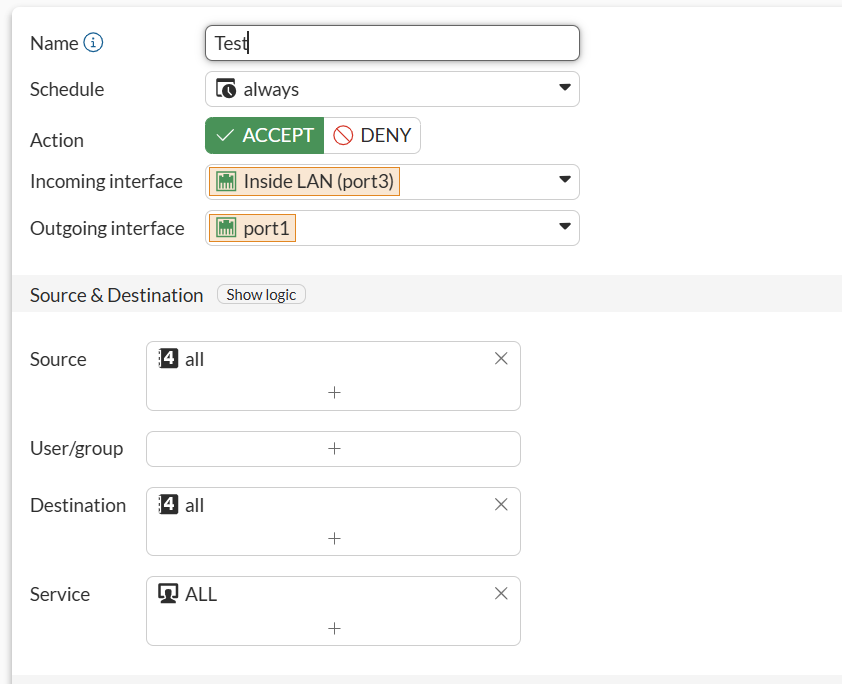 Name
Test
Schedule
always
Action
ACCEPT DENY
Incoming interface
Inside LAN (port3)
Outgoing interface
port1
Source & Destination Show logic
Source
4 all
User/group
Destination
4 all
Service
ALL